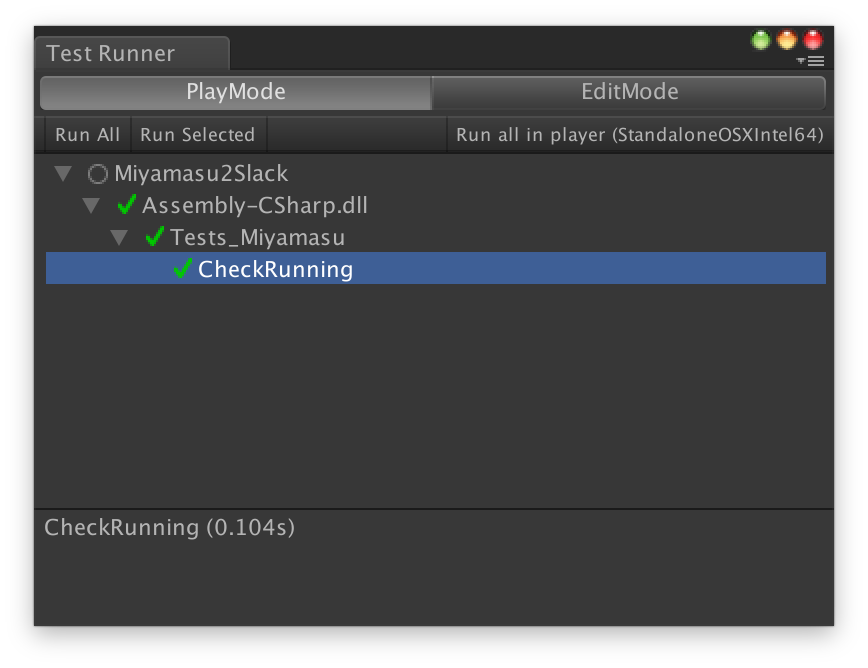 Test Runner
PlayMode EditMode
Run All Run Selected Run all in player (StandaloneOSXIntel64)
Miyamasu2Slack
Assembly-CSharp.dll
Tests_Miyamasu
CheckRunning
CheckRunning (0.104s)